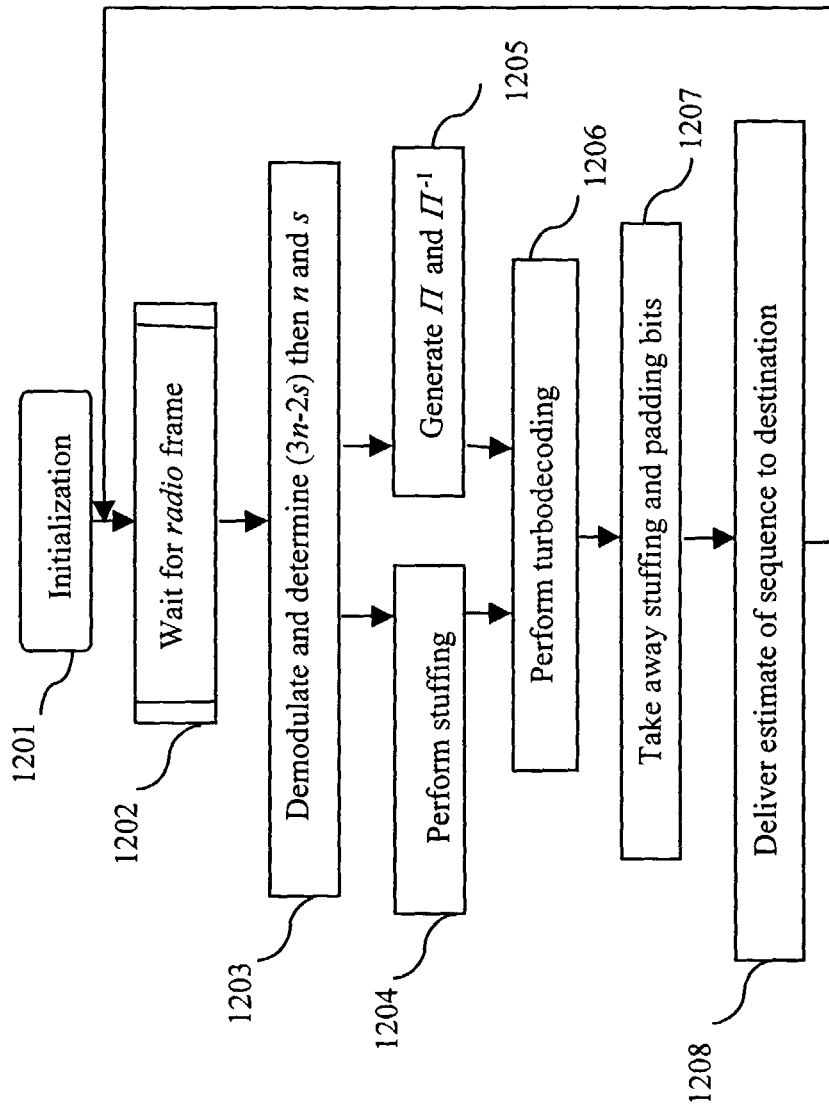 Initialization
1201
Wait for radio frame
1202
Demodulate and determine (3n-2s) then n and s
1203
Perform stuffing
1204
Generate Π and Π⁻¹
1205
Perform turbodecoding
1206
Take away stuffing and padding bits
1207
Deliver estimate of sequence to destination
1208